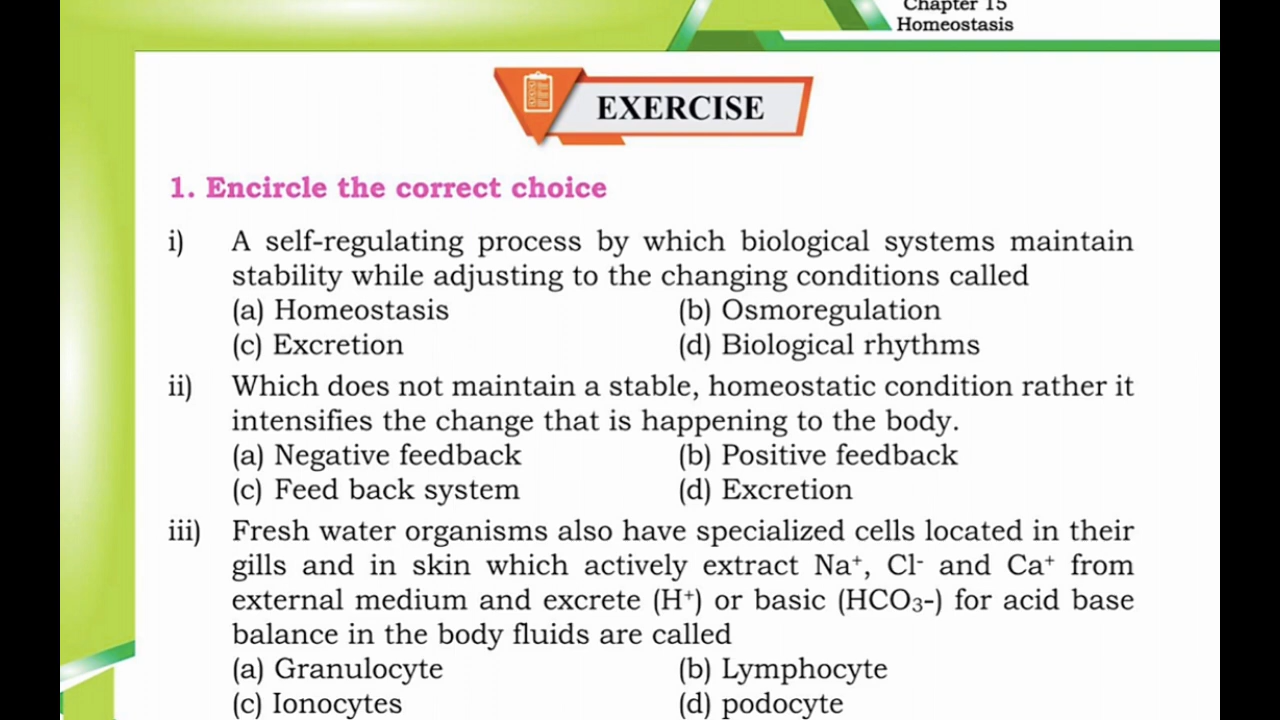 Chapter 15
Homeostasis
EXERCISE
1. Encircle the correct choice
i) A self-regulating process by which biological systems maintain
stability while adjusting to the changing conditions called
(a) Homeostasis (b) Osmoregulation
(c) Excretion (d) Biological rhythms
ii) Which does not maintain a stable, homeostatic condition rather it
intensifies the change that is happening to the body.
(a) Negative feedback (b) Positive feedback
(c) Feed back system (d) Excretion
iii) Fresh water organisms also have specialized cells located in their
gills and in skin which actively extract Na⁺, Cl⁻ and Ca⁺ from
external medium and excrete (H⁺) or basic (HCO₃-) for acid base
balance in the body fluids are called
(a) Granulocyte (b) Lymphocyte
(c) Ionocytes (d) podocyte